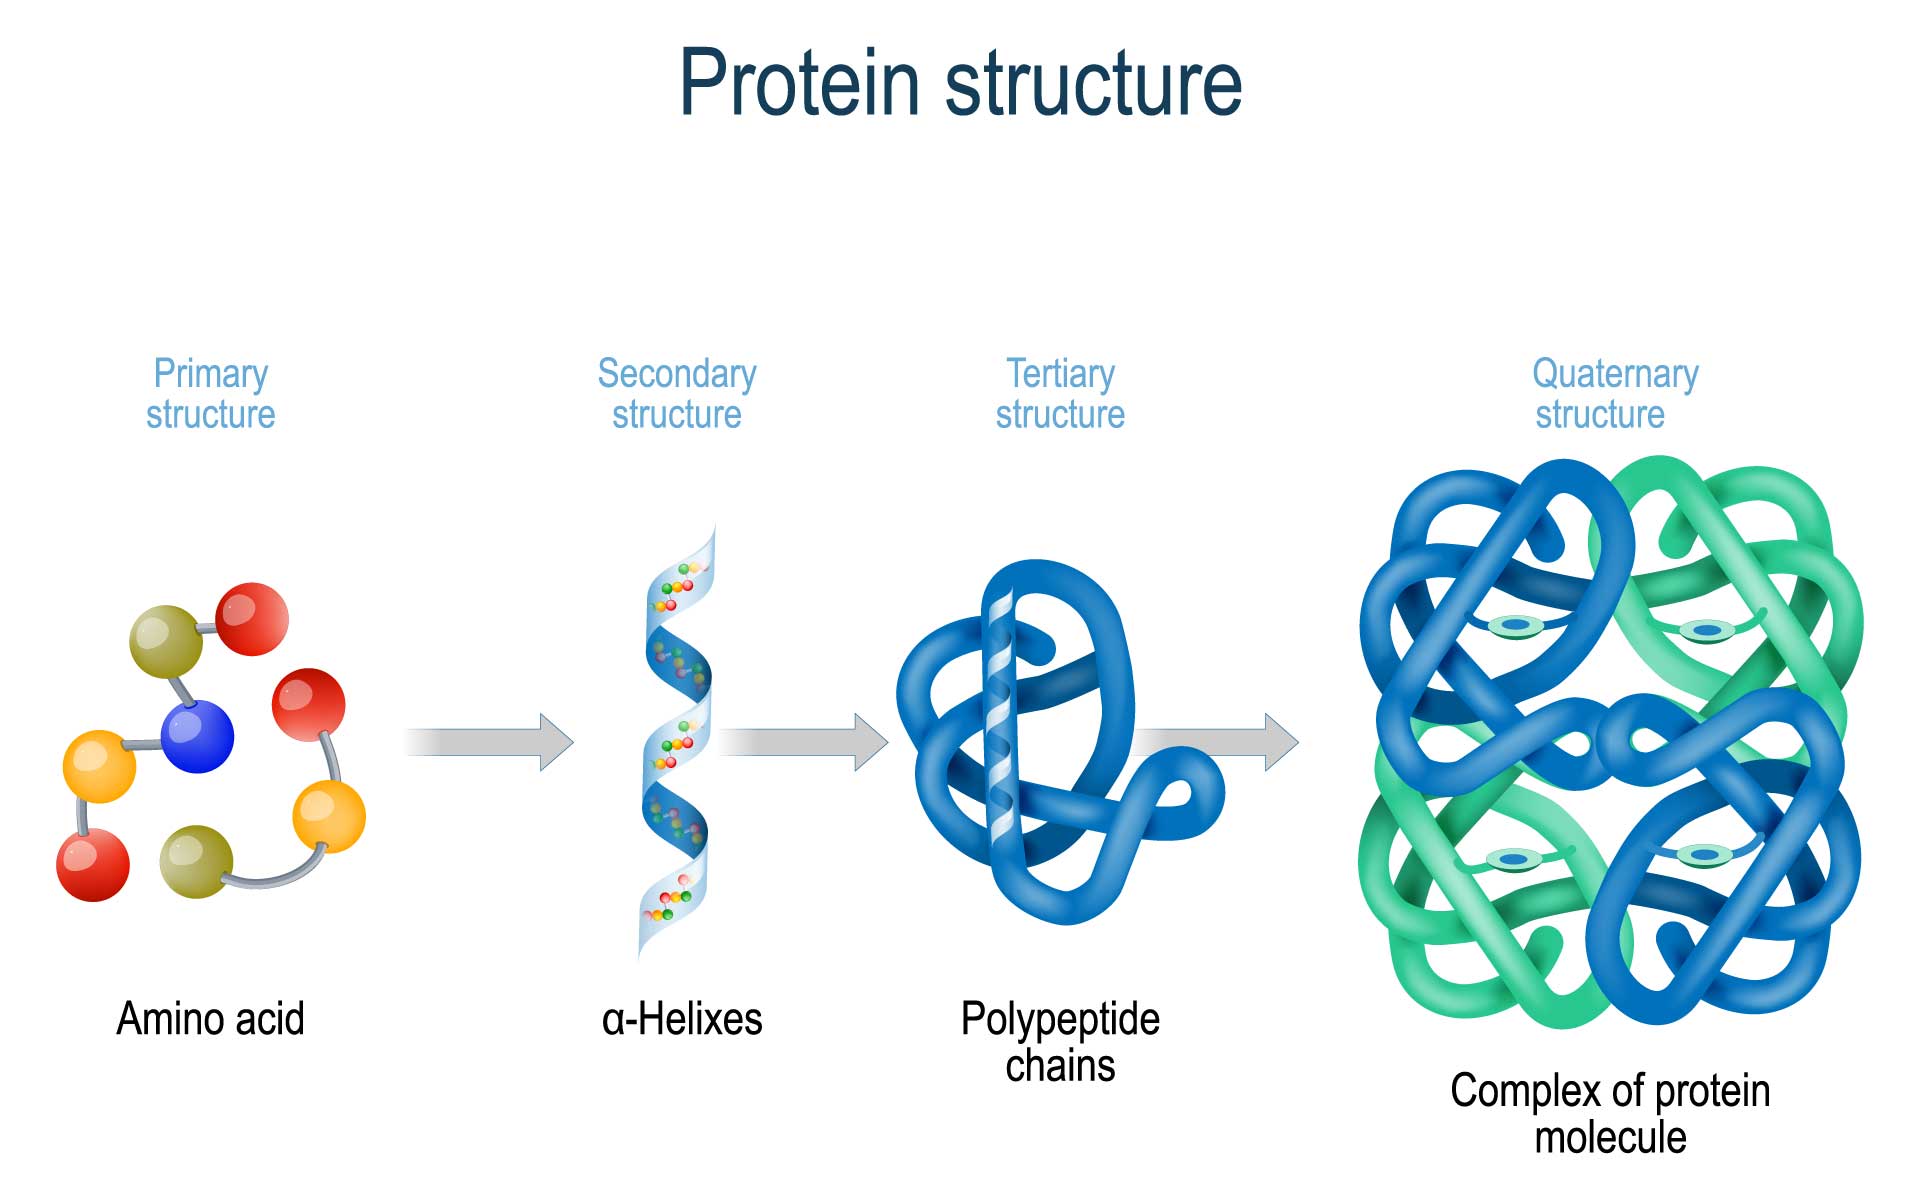 Protein structure
Primary
structure
Secondary
structure
Tertiary
structure
Quaternary
structure
Amino acid
α-Helixes
Polypeptide
chains
Complex of protein
molecule